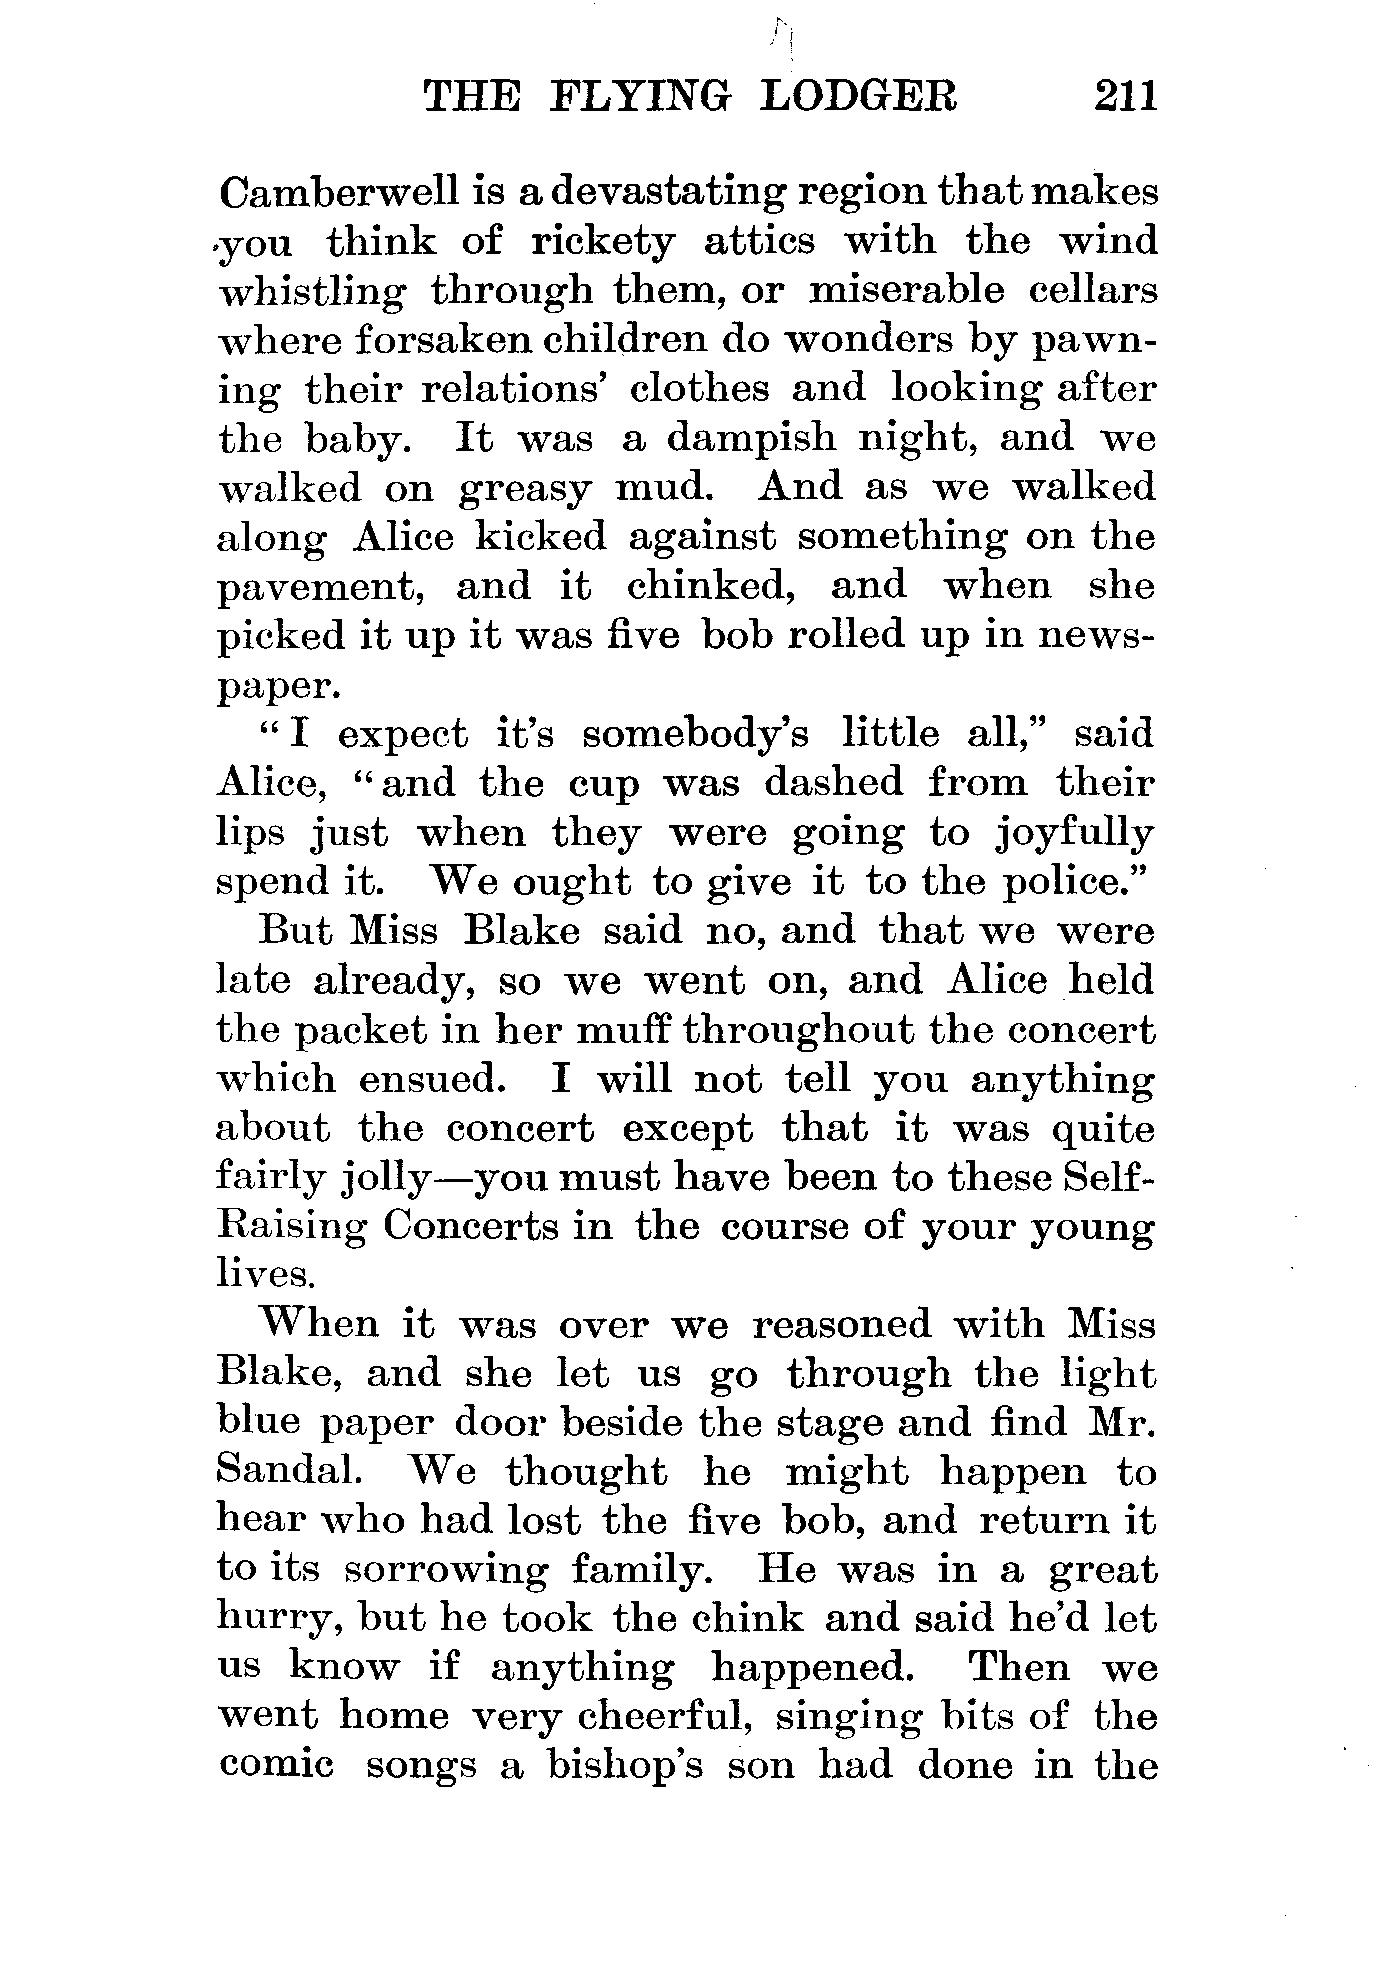 THE FLYING LODGER 211
Camberwell is a devastating region that makes
you think of rickety attics with the wind
whistling through them, or miserable cellars
where forsaken children do wonders by pawn-
ing their relations' clothes and looking after
the baby. It was a dampish night, and we
walked on greasy mud. And as we walked
along Alice kicked against something on the
pavement, and it chinked, and when she
picked it up it was five bob rolled up in news-
paper.
"I expect it's somebody's little all," said
Alice, "and the cup was dashed from their
lips just when they were going to joyfully
spend it. We ought to give it to the police."
But Miss Blake said no, and that we were
late already, so we went on, and Alice held
the packet in her muff throughout the concert
which ensued. I will not tell you anything
about the concert except that it was quite
fairly jolly—you must have been to these Self-
Raising Concerts in the course of your young
lives.
When it was over we reasoned with Miss
Blake, and she let us go through the light
blue paper door beside the stage and find Mr.
Sandal. We thought he might happen to
hear who had lost the five bob, and return it
to its sorrowing family. He was in a great
hurry, but he took the chink and said he'd let
us know if anything happened. Then we
went home very cheerful, singing bits of the
comic songs a bishop's son had done in the